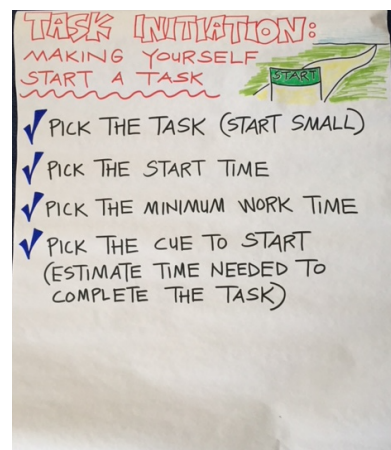 TASK INITIATION:
MAKING YOURSELF
START A TASK
START
✓ PICK THE TASK (START SMALL)
✓ PICK THE START TIME
✓ PICK THE MINIMUM WORK TIME
✓ PICK THE CUE TO START
(ESTIMATE TIME NEEDED TO
COMPLETE THE TASK)